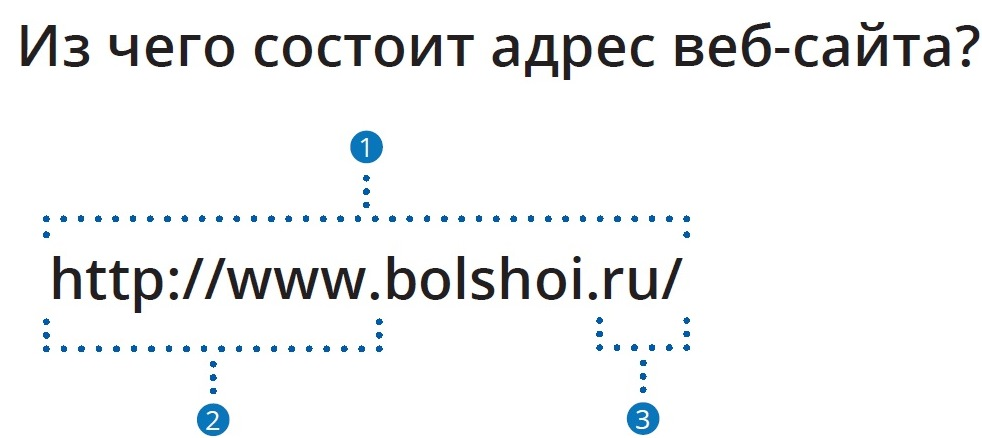 Из чего состоит адрес веб-сайта?
1
http://www.bolshoi.ru/
2 3